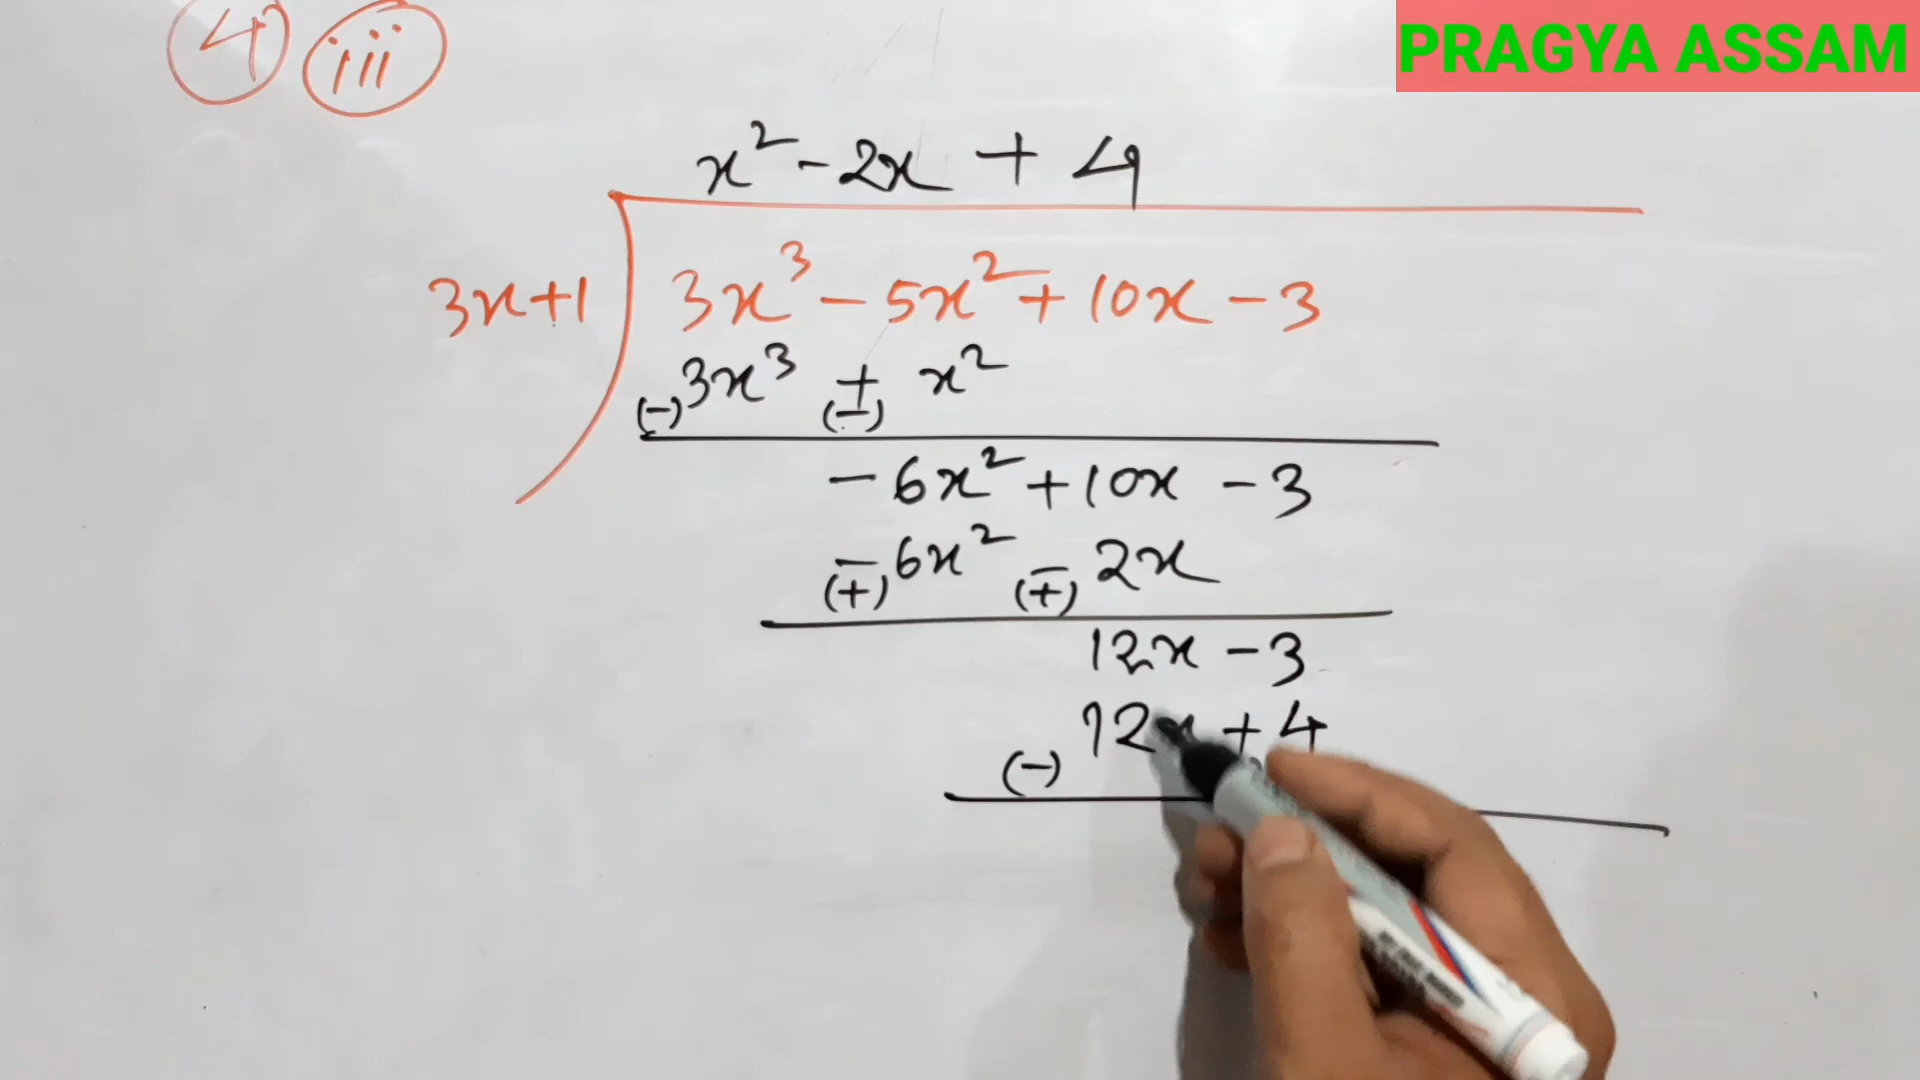 PRAGYA ASSAM
4 iii
x² - 2x + 4
3x+1 3x³ - 5x² + 10x - 3
(-) 3x³ + (-) x²
- 6x² + 10x - 3
- (+) 6x² - (+) 2x
12x - 3
(-) 12x + 4